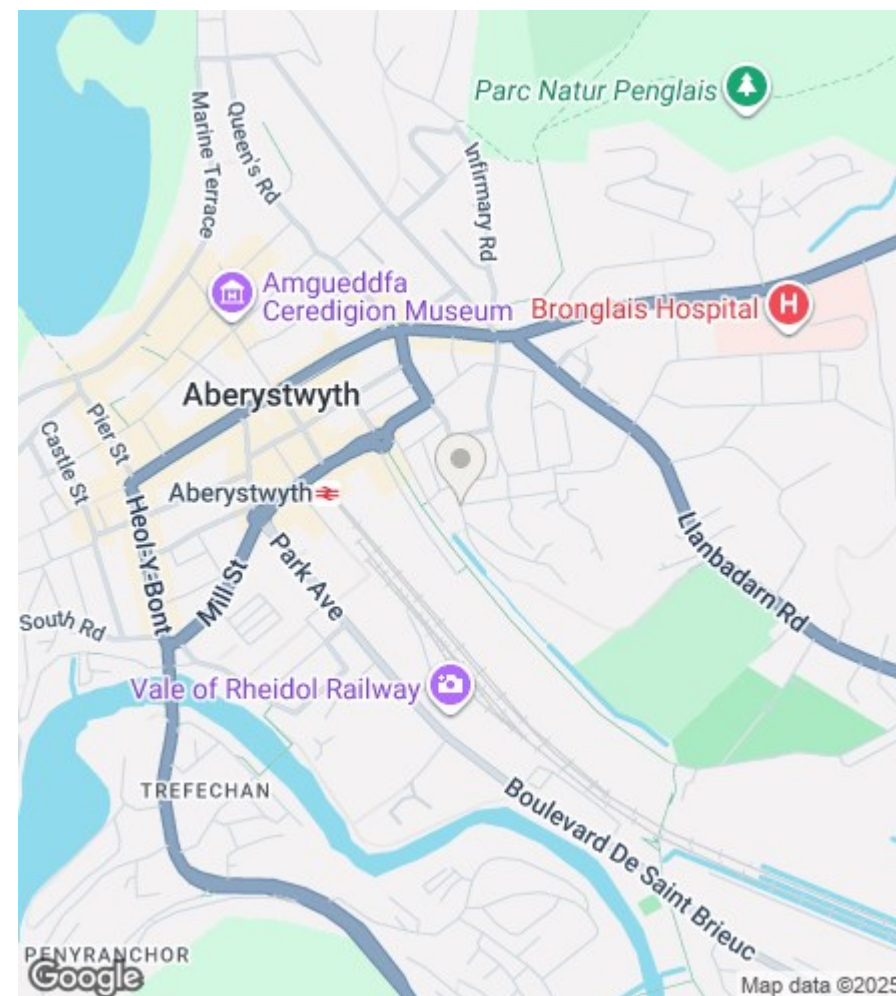 Parc Natur Penglais
Marine Terrace
Queen's Rd
Infirmary Rd
Amgueddfa
Ceredigion Museum
Bronglais Hospital
H
Aberystwyth
Pier St
Castle St
Aberystwyth
Heol-Y-Bont
Mill St
Park Ave
Llanbadarn Rd
South Rd
Vale of Rheidol Railway
TREFECHAN
Boulevard De Saint Brieuc
PENYRANCHOR
Google
Map data ©2025